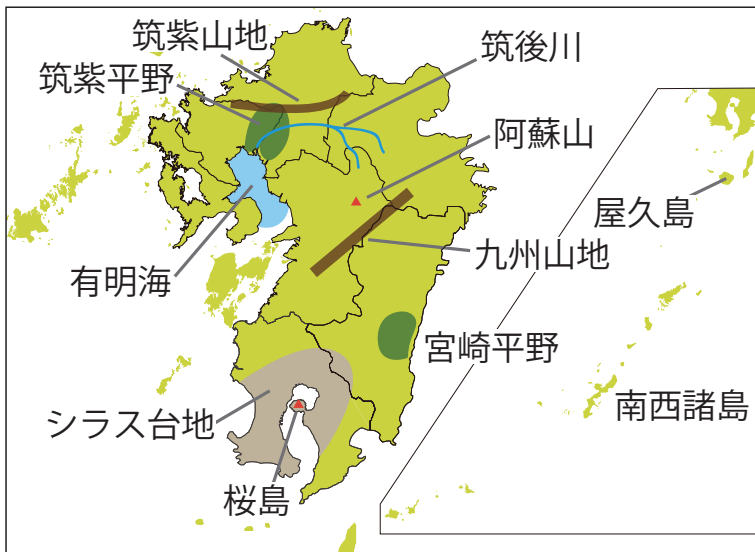 筑紫山地
筑後川
筑紫平野
阿蘇山
屋久島
九州山地
有明海
宮崎平野
南西諸島
シラス台地
桜島